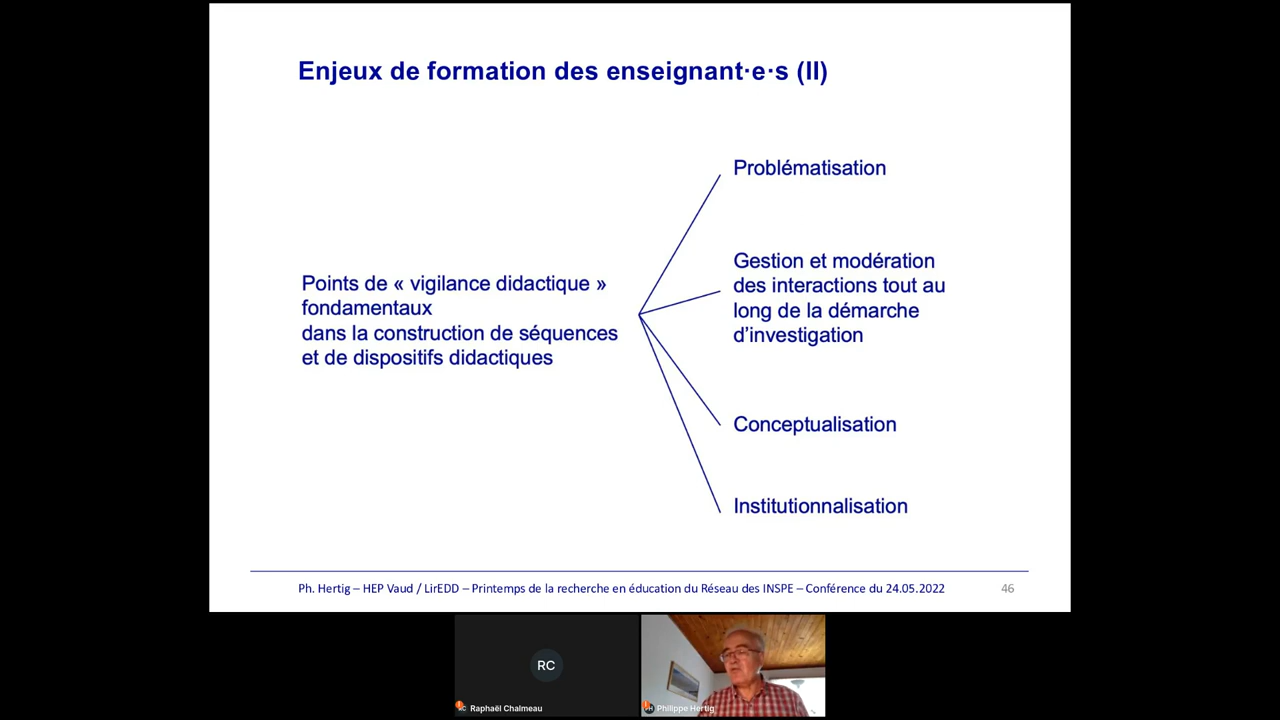 Enjeux de formation des enseignant·e·s (II)
Points de « vigilance didactique »
fondamentaux
dans la construction de séquences
et de dispositifs didactiques
Problématisation
Gestion et modération
des interactions tout au
long de la démarche
d’investigation
Conceptualisation
Institutionnalisation
Ph. Hertig – HEP Vaud / LirEDD – Printemps de la recherche en éducation du Réseau des INSPE – Conférence du 24.05.2022
46
RC
Raphaël Chalmeau
Philippe Hertig